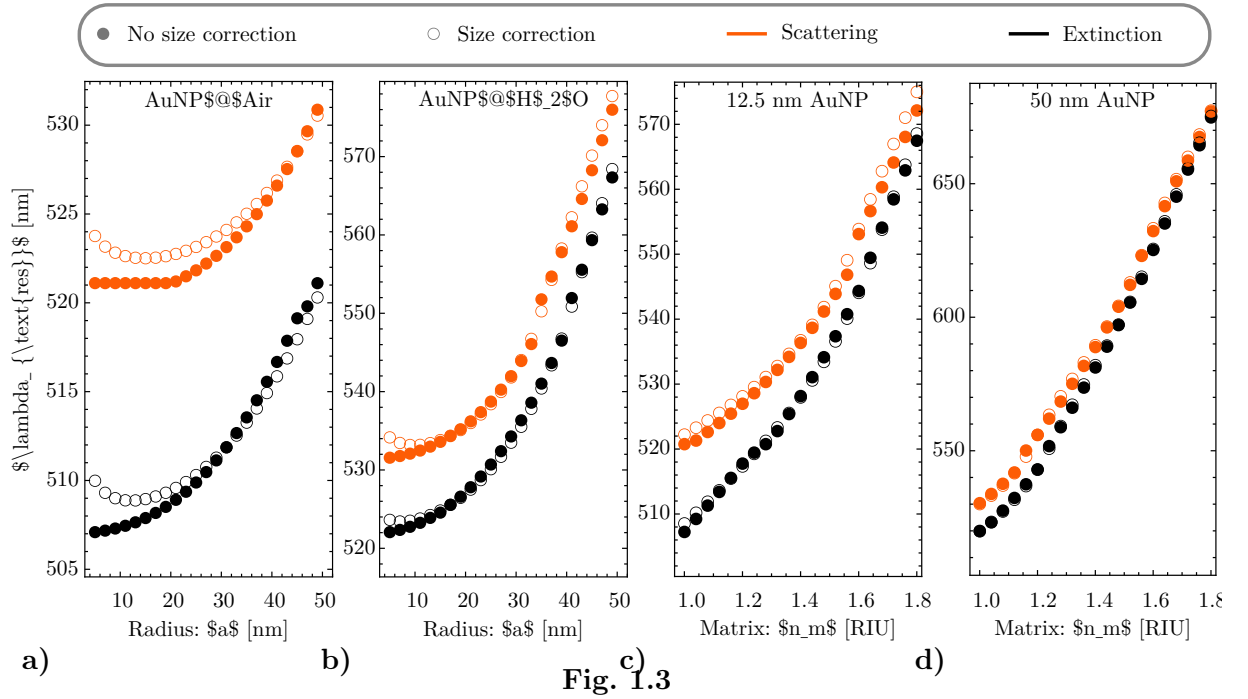 No size correction
Size correction
Scattering
Extinction
$\lambda_{\text{res}}$ [nm]
AuNP$@$Air
530
525
520
515
510
507
505
10
20
30
40
50
Radius: $a$ [nm]
a)
AuNP$@$H$_2$O
570
560
550
540
530
520
10
20
30
40
50
Radius: $a$ [nm]
b)
12.5 nm AuNP
570
560
550
540
530
520
510
1.0
1.2
1.4
1.6
1.8
Matrix: $n_m$ [RIU]
c)
50 nm AuNP
650
600
550
1.0
1.2
1.4
1.6
1.8
Matrix: $n_m$ [RIU]
d)
Fig. 1.3